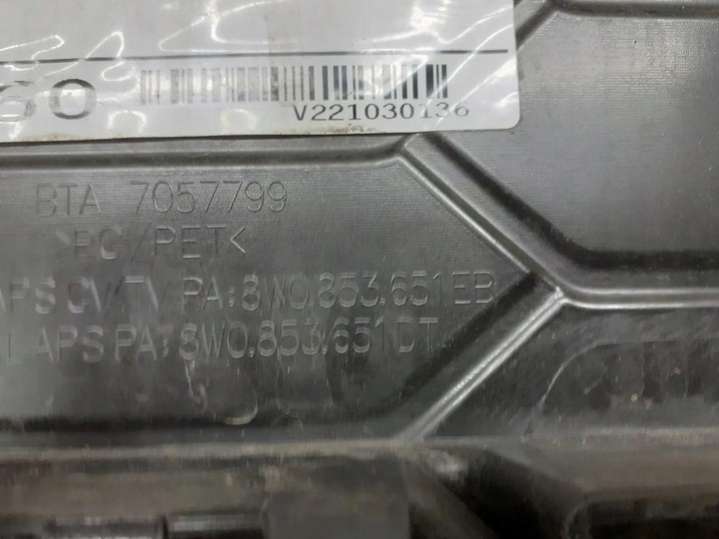 60
V221030136
BTA 7057799
>PC/PET<
APS CV/TV PA:8W0.853.651EB
APS PA:8W0.853.651DT